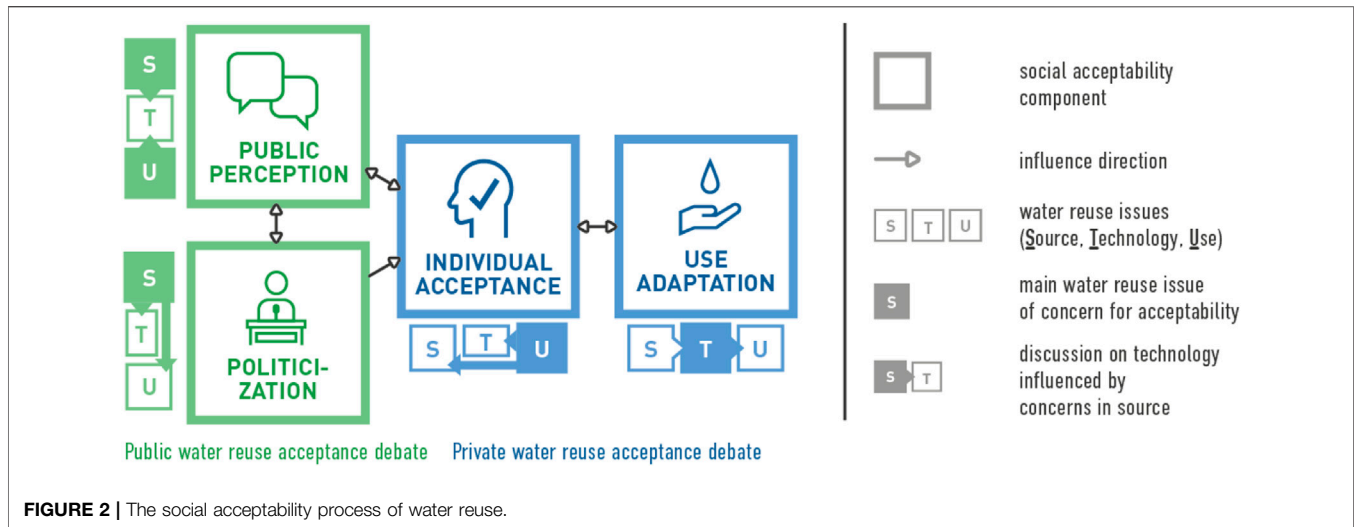 S
T
U
PUBLIC
PERCEPTION
S
T
U
POLITICI-
ZATION
INDIVIDUAL
ACCEPTANCE
S T U
USE
ADAPTATION
S T U
Public water reuse acceptance debate
Private water reuse acceptance debate
social acceptability
component
influence direction
S T U
water reuse issues
(Source, Technology, Use)
S
main water reuse issue
of concern for acceptability
S T
discussion on technology
influenced by
concerns in source
FIGURE 2 | The social acceptability process of water reuse.